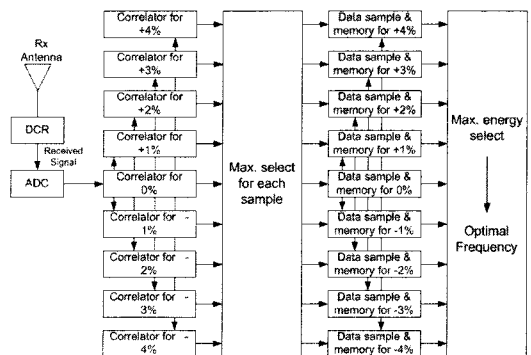 Rx
Antenna
DCR
Received
Signal
ADC
Correlator for
+4%
Correlator for
+3%
Correlator for
+2%
Correlator for
+1%
Correlator for
0%
Correlator for -
1%
Correlator for -
2%
Correlator for -
3%
Correlator for -
4%
Max. select
for each
sample
Data sample &
memory for +4%
Data sample &
memory for +3%
Data sample &
memory for +2%
Data sample &
memory for +1%
Data sample &
memory for 0%
Data sample &
memory for -1%
Data sample &
memory for -2%
Data sample &
memory for -3%
Data sample &
memory for -4%
Max. energy
select
Optimal
Frequency